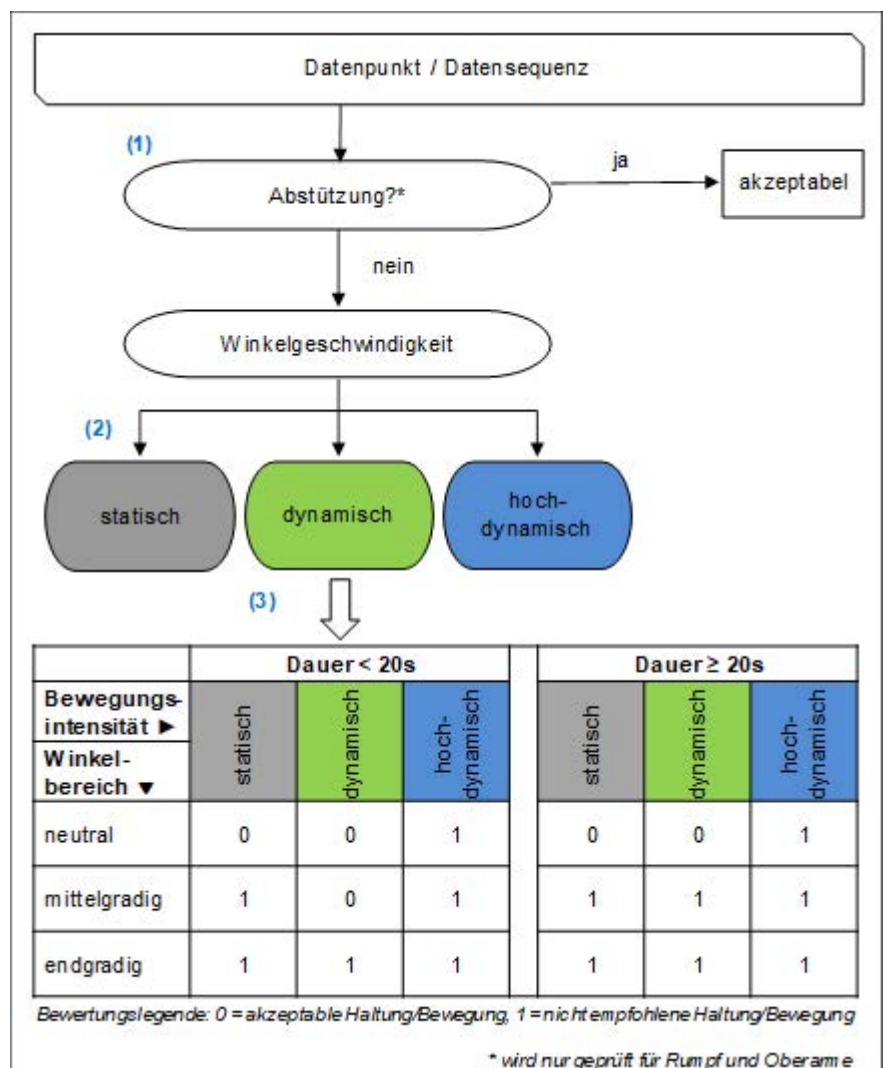 Datenpunkt / Datensequenz
(1)
Abstützung?*
ja
akzeptabel
nein
Winkelgeschwindigkeit
(2)
statisch
dynamisch
hoch-
dynamisch
(3)
Dauer < 20s
Dauer ≥ 20s
Bewegungs-
intensität ►
Winkel-
bereich ▼
statisch
dynamisch
hoch-
dynamisch
statisch
dynamisch
hoch-
dynamisch
neutral 0 0 1 0 0 1
mittelgradig 1 0 1 1 1 1
endgradig 1 1 1 1 1 1
Bewertungslegende: 0 = akzeptable Haltung/Bewegung, 1 = nicht empfohlene Haltung/Bewegung
* wird nur geprüft für Rumpf und Oberarme